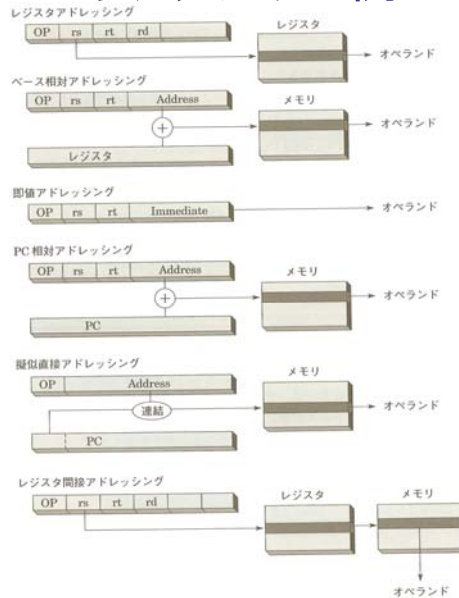 レジスタアドレッシング
OP rs rt rd
レジスタ
オペランド
ベース相対アドレッシング
OP rs rt Address
メモリ
+
オペランド
レジスタ
即値アドレッシング
OP rs rt Immediate
オペランド
PC 相対アドレッシング
OP rs rt Address
メモリ
+
オペランド
PC
擬似直接アドレッシング
OP Address
メモリ
連結
オペランド
PC
レジスタ間接アドレッシング
OP rs rt rd
レジスタ
メモリ
オペランド